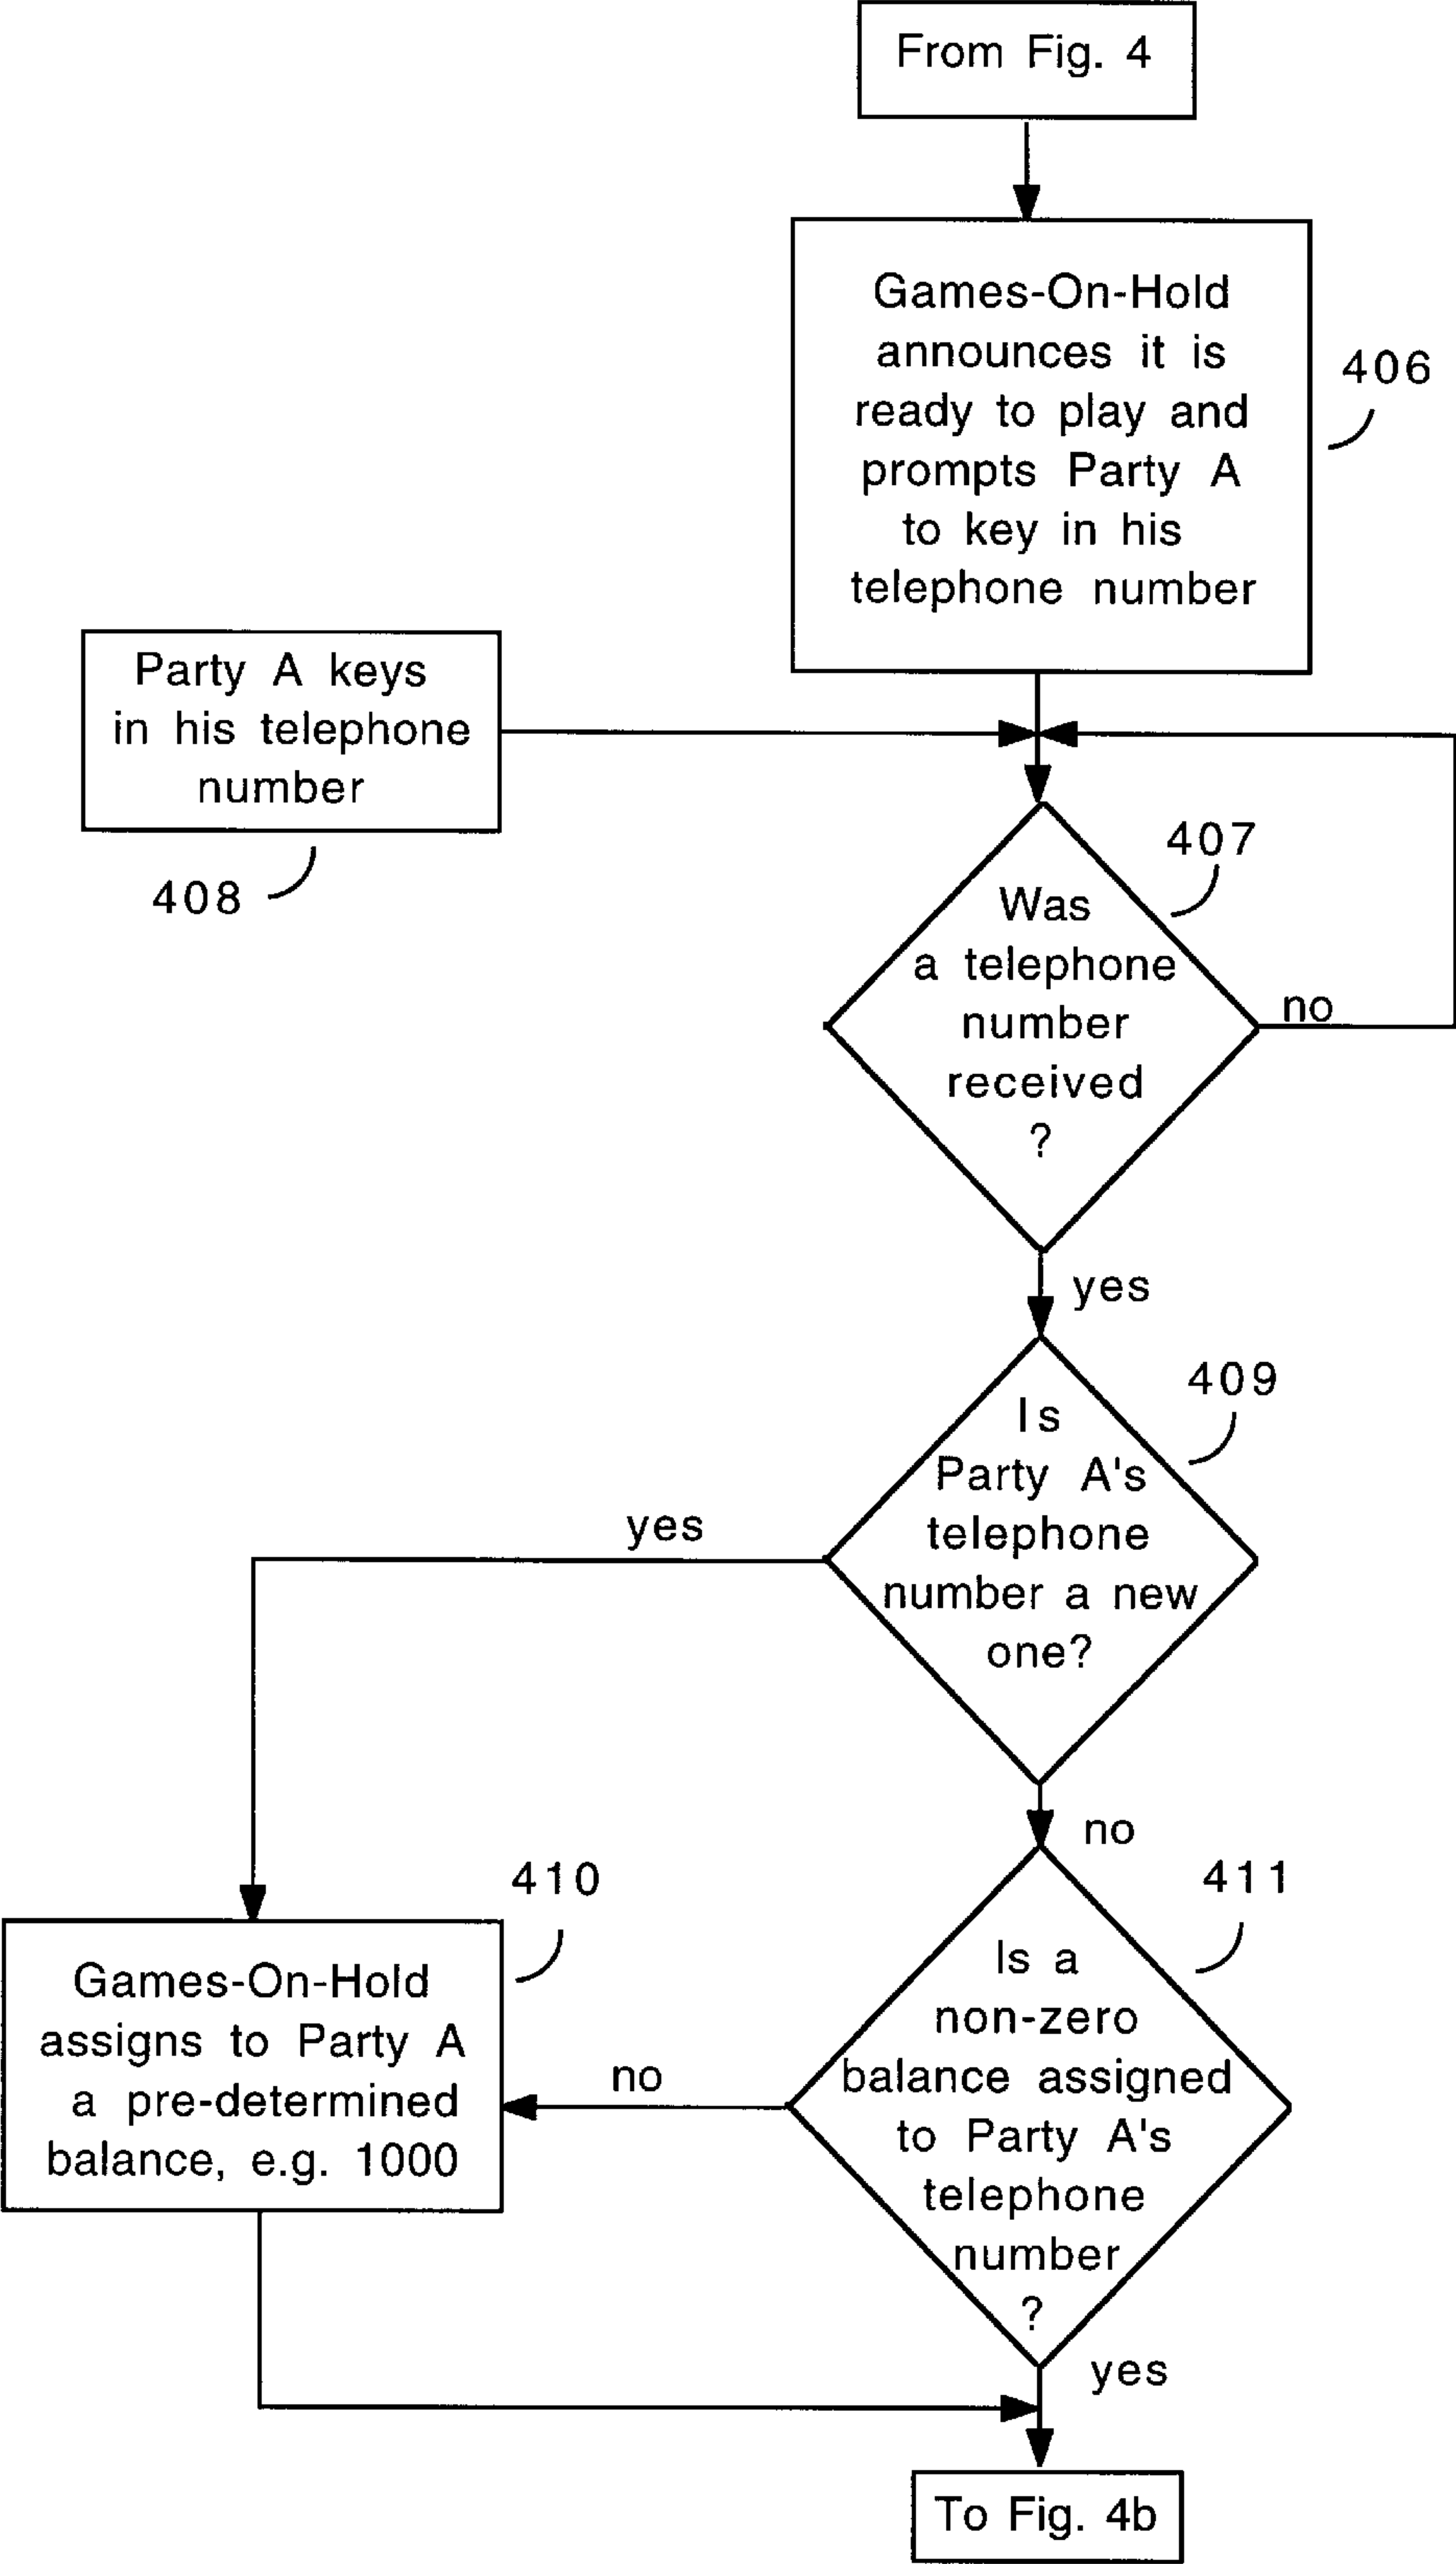 From Fig. 4
Games-On-Hold
announces it is
ready to play and
prompts Party A
to key in his
telephone number
406
Party A keys
in his telephone
number
408
407
Was
a telephone
number
received
?
no
yes
409
Is
Party A's
telephone
number a new
one?
yes
no
410
Games-On-Hold
assigns to Party A
a pre-determined
balance, e.g. 1000
411
Is a
non-zero
balance assigned
to Party A's
telephone
number
?
no
yes
To Fig. 4b